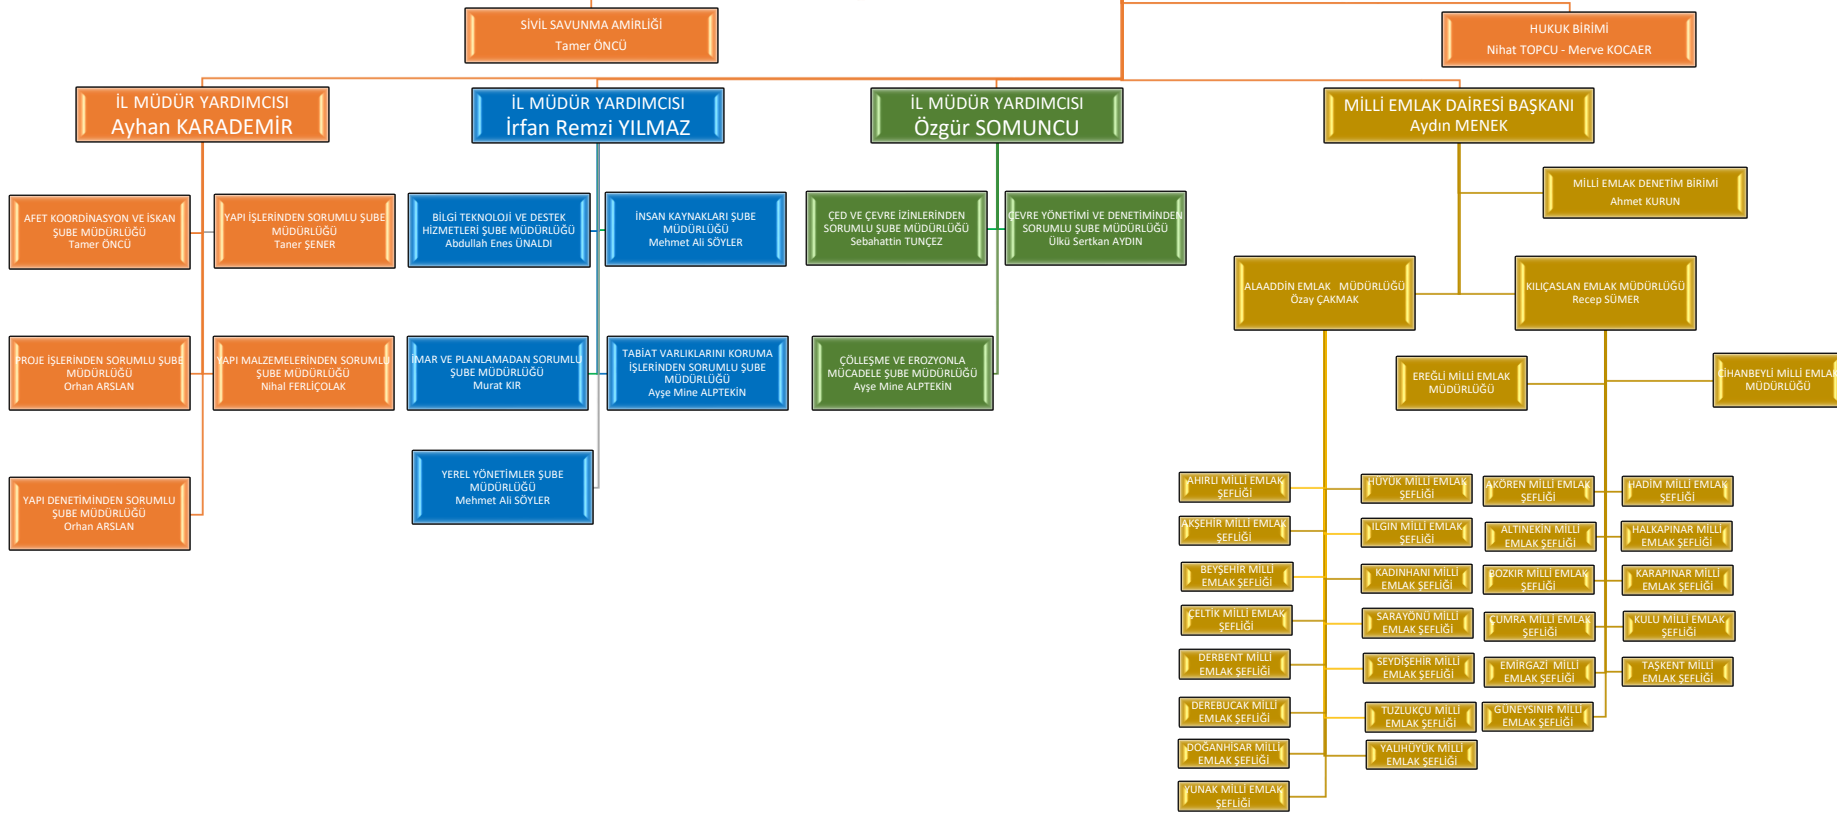 SİVİL SAVUNMA AMİRLİĞİ
Tamer ÖNCÜ
HUKUK BİRİMİ
Nihat TOPCU - Merve KOCAER
İL MÜDÜR YARDIMCISI
Ayhan KARADEMİR
İL MÜDÜR YARDIMCISI
İrfan Remzi YILMAZ
İL MÜDÜR YARDIMCISI
Özgür SOMUNCU
MİLLİ EMLAK DAİRESİ BAŞKANI
Aydın MENEK
MİLLİ EMLAK DENETİM BİRİMİ
Ahmet KURUN
AFET KOORDİNASYON VE İSKAN
ŞUBE MÜDÜRLÜĞÜ
Tamer ÖNCÜ
YAPI İŞLERİNDEN SORUMLU ŞUBE
MÜDÜRLÜĞÜ
Taner ŞENER
BİLGİ TEKNOLOJİ VE DESTEK
HİZMETLERİ ŞUBE MÜDÜRLÜĞÜ
Abdullah Enes ÜNALDI
İNSAN KAYNAKLARI ŞUBE
MÜDÜRLÜĞÜ
Mehmet Ali SÖYLER
ÇED VE ÇEVRE İZİNLERİNDEN
SORUMLU ŞUBE MÜDÜRLÜĞÜ
Sebahattin TUNÇEZ
ÇEVRE YÖNETİMİ VE DENETİMİNDEN
SORUMLU ŞUBE MÜDÜRLÜĞÜ
Ülkü Sertkan AYDIN
ALAADDİN EMLAK MÜDÜRLÜĞÜ
Özay ÇAKMAK
KILIÇASLAN EMLAK MÜDÜRLÜĞÜ
Recep SÜMER
PROJE İŞLERİNDEN SORUMLU ŞUBE
MÜDÜRLÜĞÜ
Orhan ARSLAN
YAPI MALZEMELERİNDEN SORUMLU
ŞUBE MÜDÜRLÜĞÜ
Nihal FERLİÇOLAK
İMAR VE PLANLAMADAN SORUMLU
ŞUBE MÜDÜRLÜĞÜ
Murat KIR
TABİAT VARLIKLARINI KORUMA
İŞLERİNDEN SORUMLU ŞUBE
MÜDÜRLÜĞÜ
Ayşe Mine ALPTEKİN
ÇÖLLEŞME VE EROZYONLA
MÜCADELE ŞUBE MÜDÜRLÜĞÜ
Ayşe Mine ALPTEKİN
EREĞLİ MİLLİ EMLAK
MÜDÜRLÜĞÜ
CİHANBEYLİ MİLLİ EMLAK
MÜDÜRLÜĞÜ
YAPI DENETİMİNDEN SORUMLU
ŞUBE MÜDÜRLÜĞÜ
Orhan ARSLAN
YEREL YÖNETİMLER ŞUBE
MÜDÜRLÜĞÜ
Mehmet Ali SÖYLER
AHIRLI MİLLİ EMLAK
ŞEFLİĞİ
HÜYÜK MİLLİ EMLAK
ŞEFLİĞİ
AKÖREN MİLLİ EMLAK
ŞEFLİĞİ
HADİM MİLLİ EMLAK
ŞEFLİĞİ
AKŞEHİR MİLLİ EMLAK
ŞEFLİĞİ
ILGIN MİLLİ EMLAK
ŞEFLİĞİ
ALTINEKİN MİLLİ
EMLAK ŞEFLİĞİ
HALKAPINAR MİLLİ
EMLAK ŞEFLİĞİ
BEYŞEHİR MİLLİ
EMLAK ŞEFLİĞİ
KADINHANI MİLLİ
EMLAK ŞEFLİĞİ
BOZKIR MİLLİ EMLAK
ŞEFLİĞİ
KARAPINAR MİLLİ
EMLAK ŞEFLİĞİ
ÇELTİK MİLLİ EMLAK
ŞEFLİĞİ
SARAYÖNÜ MİLLİ
EMLAK ŞEFLİĞİ
ÇUMRA MİLLİ EMLAK
ŞEFLİĞİ
KULU MİLLİ EMLAK
ŞEFLİĞİ
DERBENT MİLLİ
EMLAK ŞEFLİĞİ
SEYDİŞEHİR MİLLİ
EMLAK ŞEFLİĞİ
EMİRGAZİ MİLLİ
EMLAK ŞEFLİĞİ
TAŞKENT MİLLİ
EMLAK ŞEFLİĞİ
DEREBUCAK MİLLİ
EMLAK ŞEFLİĞİ
TUZLUKÇU MİLLİ
EMLAK ŞEFLİĞİ
GÜNEYSINIR MİLLİ
EMLAK ŞEFLİĞİ
DOĞANHİSAR MİLLİ
EMLAK ŞEFLİĞİ
YALIHÜYÜK MİLLİ
EMLAK ŞEFLİĞİ
YUNAK MİLLİ EMLAK
ŞEFLİĞİ